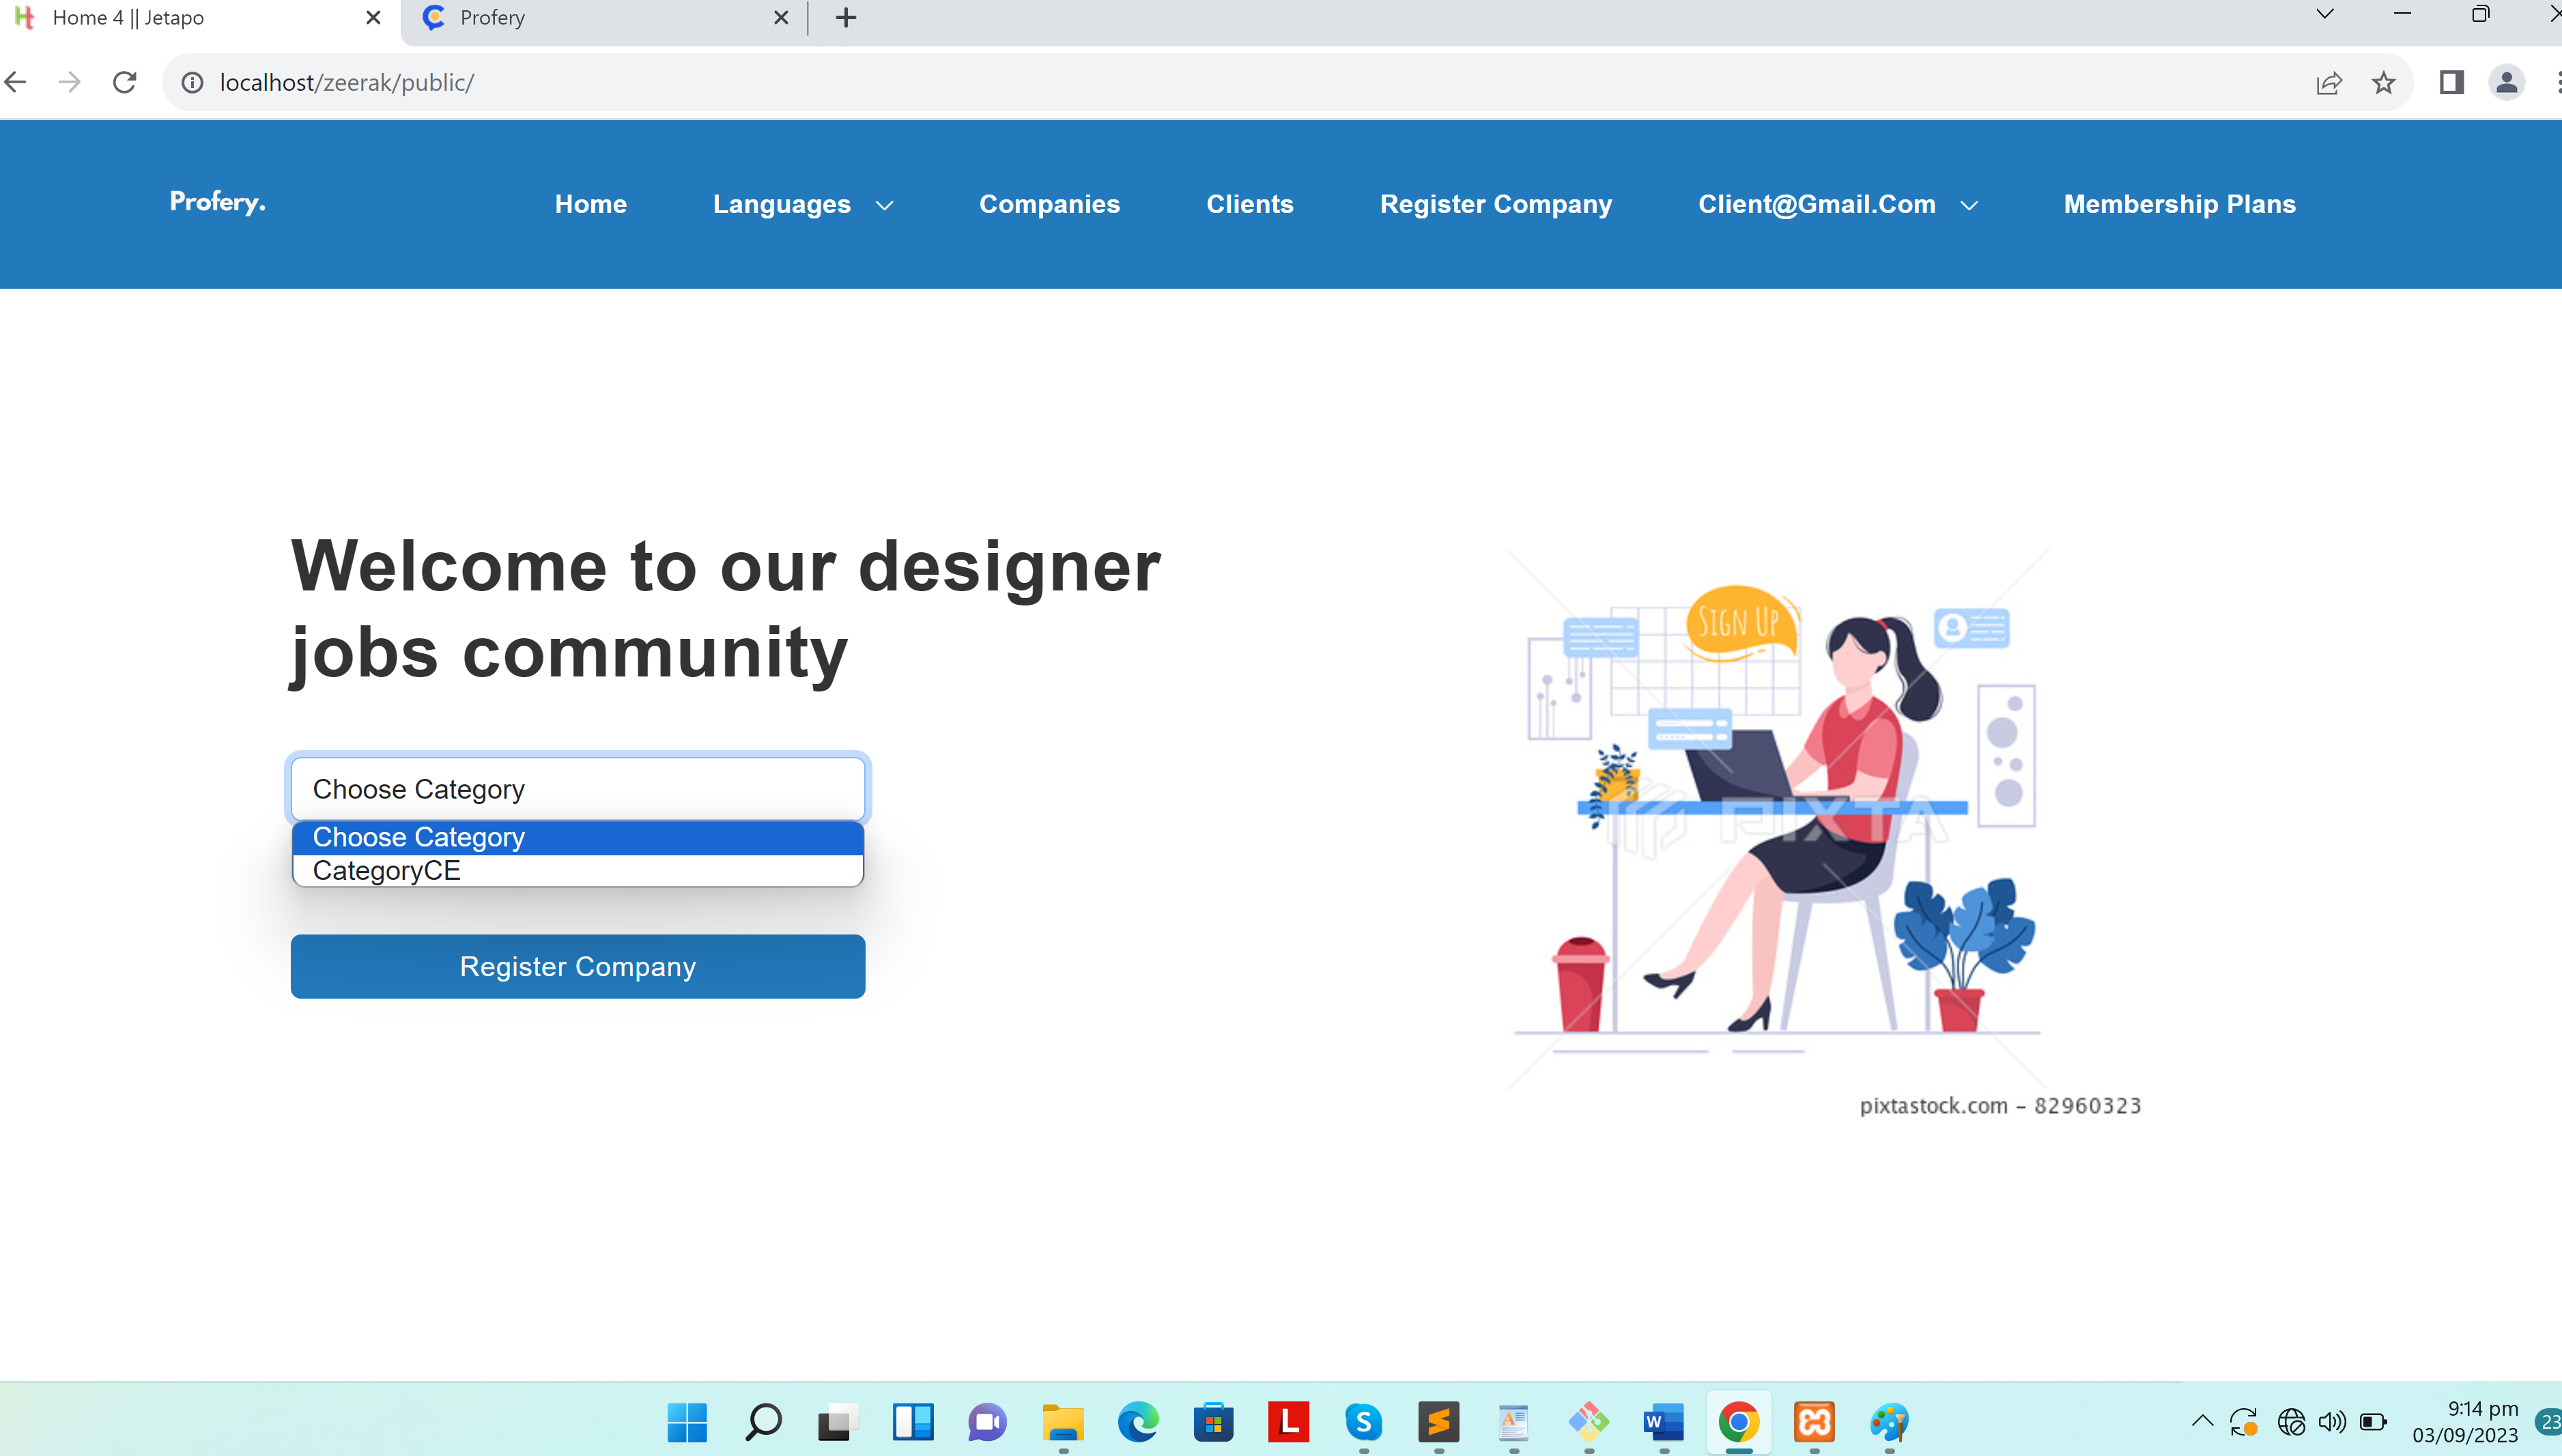 Home 4 || Jetapo
Profery
localhost/zeerak/public/
Profery.
Home
Languages
Companies
Clients
Register Company
Client@Gmail.Com
Membership Plans
Welcome to our designer
jobs community
Choose Category
Choose Category
CategoryCE
Register Company
SIGN UP
PIXTA
pixtastock.com - 82960323
L
S
W
9:14 pm
03/09/2023
23